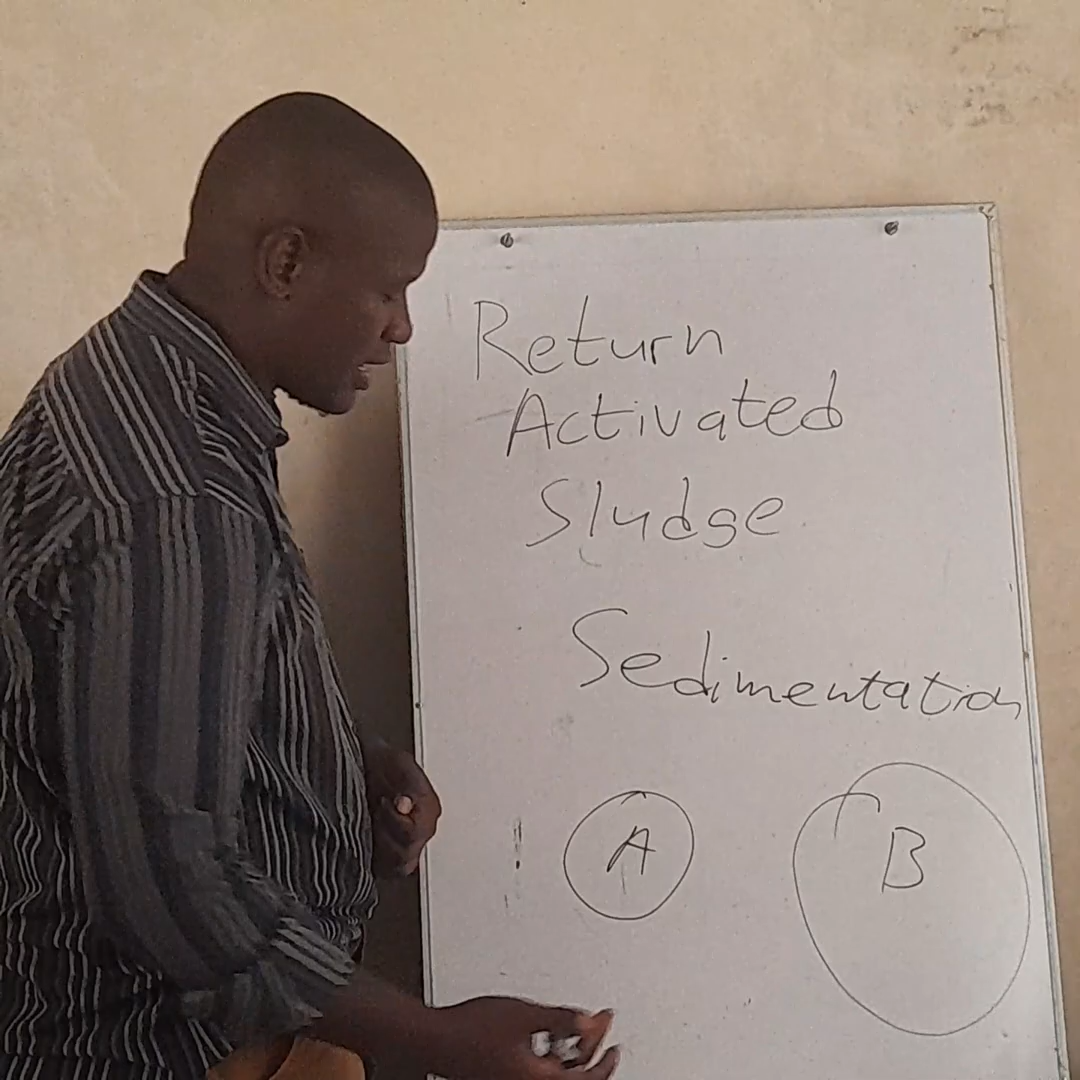 Return
Activated
Sludge
Sedimentation
A
B